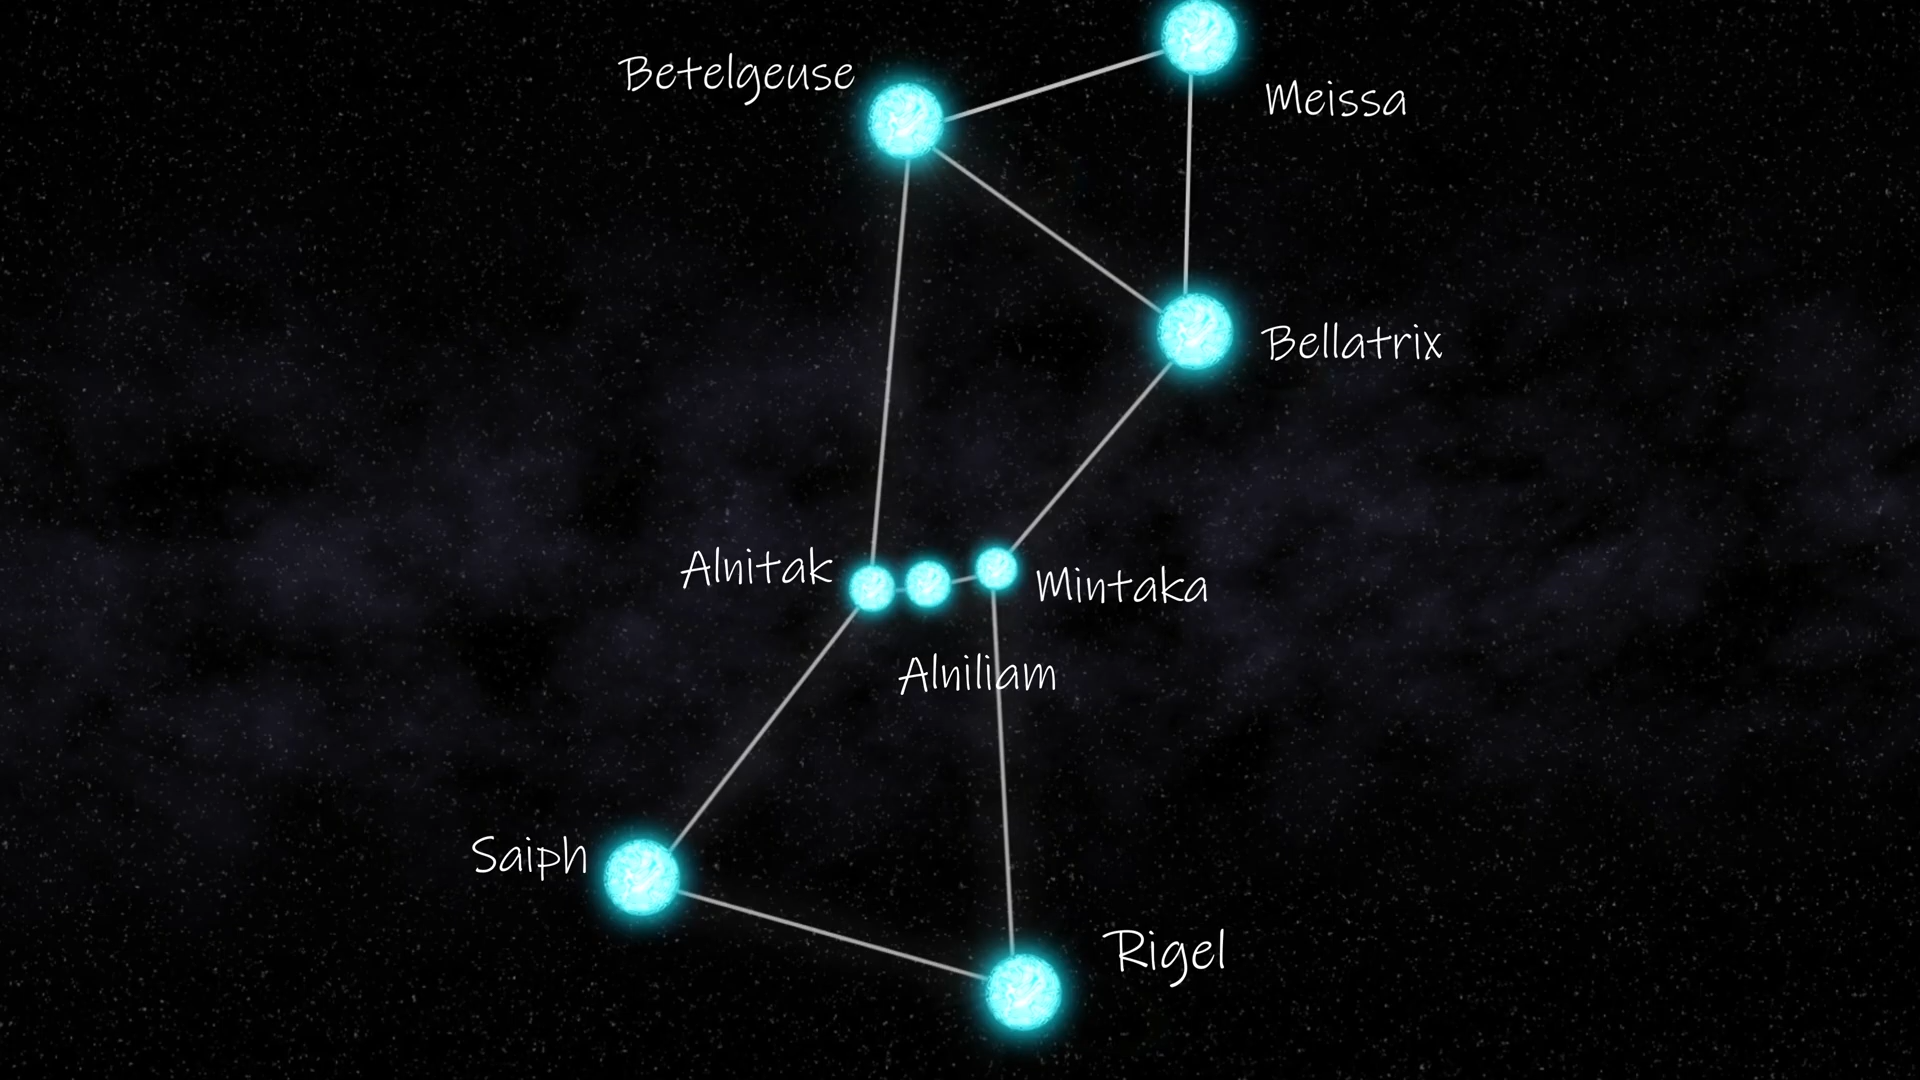 Betelgeuse
Meissa
Bellatrix
Alnitak
Mintaka
Alniliam
Saiph
Rigel